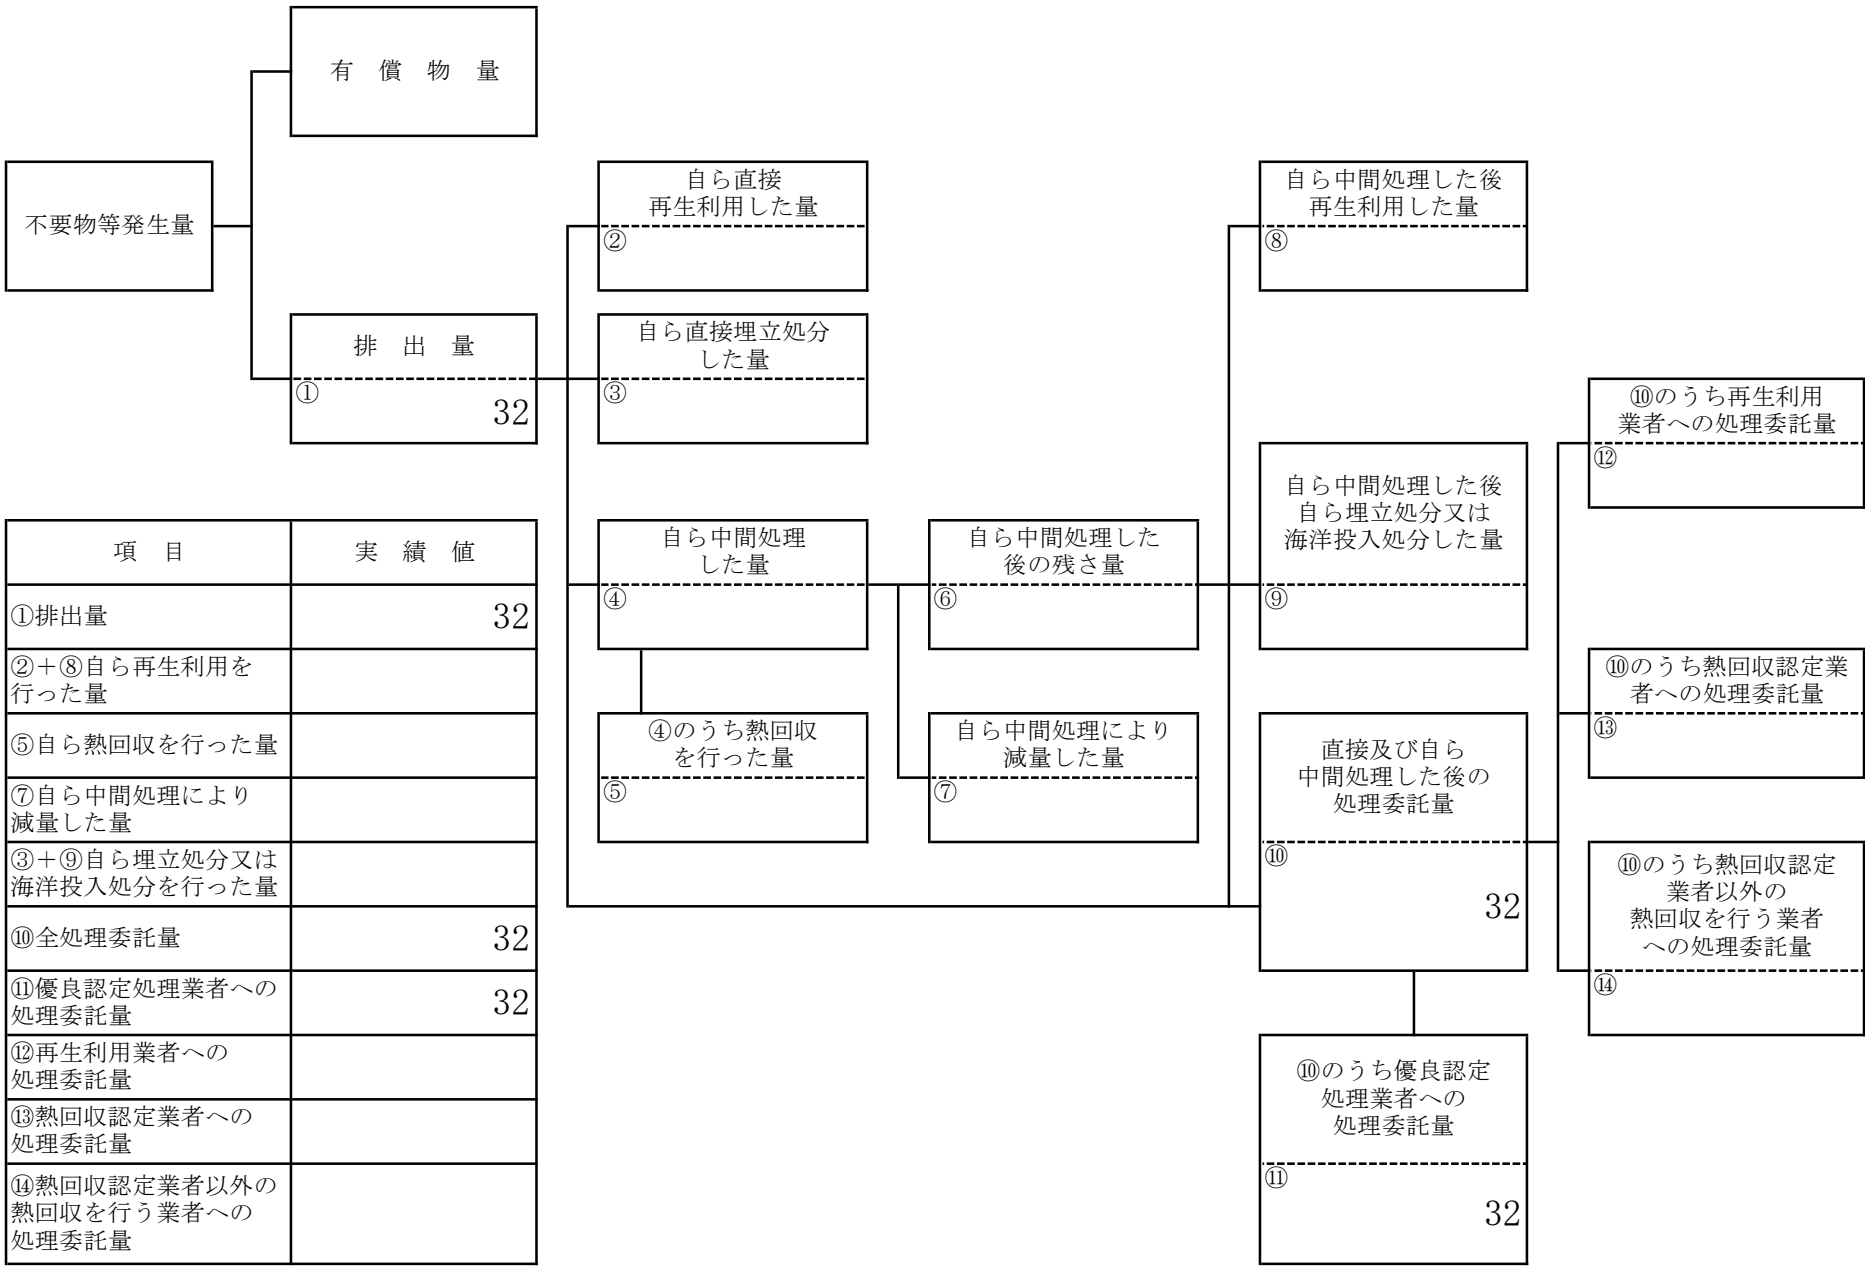 有　償　物　量
不要物等発生量
排　出　量
①
32
自ら直接
再生利用した量
②
自ら直接埋立処分
した量
③
自ら中間処理
した量
④
④のうち熱回収
を行った量
⑤
自ら中間処理した
後の残さ量
⑥
自ら中間処理により
減量した量
⑦
自ら中間処理した後
再生利用した量
⑧
自ら中間処理した後
自ら埋立処分又は
海洋投入処分した量
⑨
直接及び自ら
中間処理した後の
処理委託量
⑩
32
⑩のうち優良認定
処理業者への
処理委託量
⑪
32
⑩のうち再生利用
業者への処理委託量
⑫
⑩のうち熱回収認定業
者への処理委託量
⑬
⑩のうち熱回収認定
業者以外の
熱回収を行う業者
への処理委託量
⑭
項　目　実　績　値
①排出量　32
②＋⑧自ら再生利用を
行った量
⑤自ら熱回収を行った量
⑦自ら中間処理により
減量した量
③＋⑨自ら埋立処分又は
海洋投入処分を行った量
⑩全処理委託量　32
⑪優良認定処理業者への
処理委託量　32
⑫再生利用業者への
処理委託量
⑬熱回収認定業者への
処理委託量
⑭熱回収認定業者以外の
熱回収を行う業者への
処理委託量